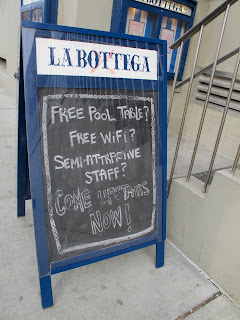 LA BOTTEGA
FREE POOL TABLE?
FREE WIFI?
SEMI-ATTRACTIVE
STAFF?
COME UPSTAIRS
NOW!